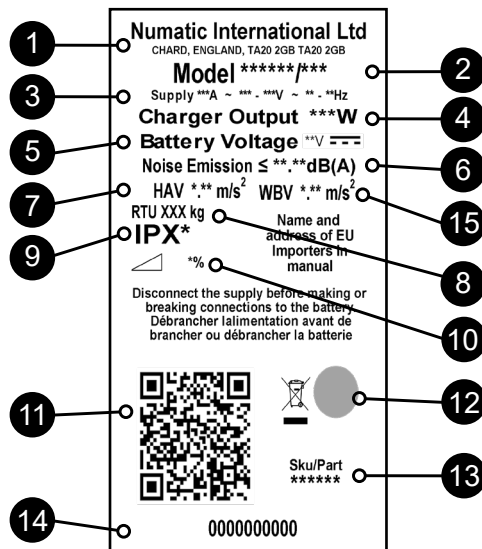 Numatic International Ltd
CHARD, ENGLAND, TA20 2GB TA20 2GB
1
Model ******/***
2
3
Supply ***A ~ *** - ***V ~ ** - **Hz
Charger Output ***W
4
5
Battery Voltage **V
Noise Emission ≤ **.**dB(A)
6
7
HAV *.** m/s² WBV *.** m/s²
15
RTU XXX kg
8
9
IPX*
Name and
address of EU
Importers in
manual
*%
10
Disconnect the supply before making or
breaking connections to the battery.
Débrancher lalimentation avant de
brancher ou débrancher la batterie
11
12
Sku/Part
******
13
14
0000000000